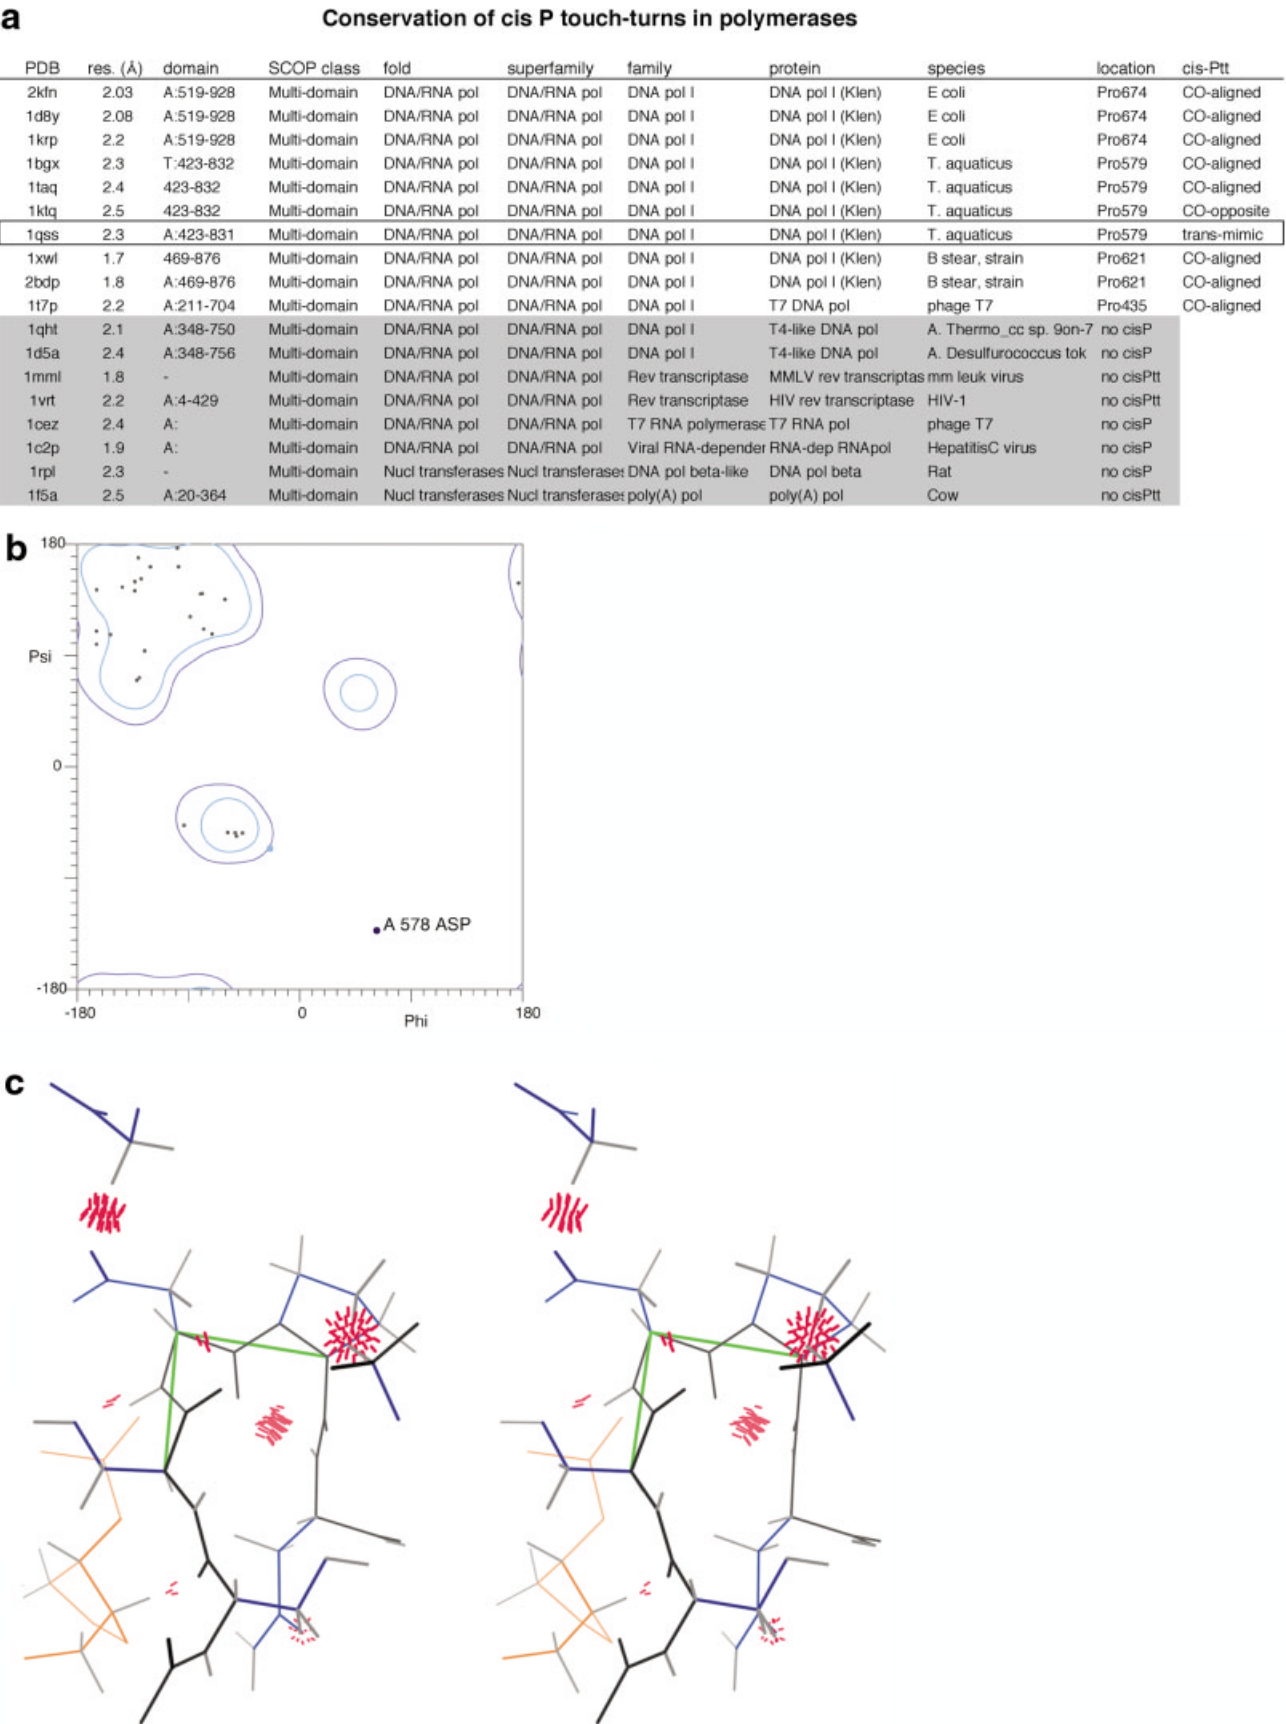 a
Conservation of cis P touch-turns in polymerases
PDB res. (Å) domain SCOP class fold superfamily family protein species location cis-Ptt
2kfn 2.03 A:519-928 Multi-domain DNA/RNA pol DNA/RNA pol DNA pol I DNA pol I (Klen) E coli Pro674 CO-aligned
1d8y 2.08 A:519-928 Multi-domain DNA/RNA pol DNA/RNA pol DNA pol I DNA pol I (Klen) E coli Pro674 CO-aligned
1krp 2.2 A:519-928 Multi-domain DNA/RNA pol DNA/RNA pol DNA pol I DNA pol I (Klen) E coli Pro674 CO-aligned
1bgx 2.3 T:423-832 Multi-domain DNA/RNA pol DNA/RNA pol DNA pol I DNA pol I (Klen) T. aquaticus Pro579 CO-aligned
1taq 2.4 423-832 Multi-domain DNA/RNA pol DNA/RNA pol DNA pol I DNA pol I (Klen) T. aquaticus Pro579 CO-aligned
1ktq 2.5 423-832 Multi-domain DNA/RNA pol DNA/RNA pol DNA pol I DNA pol I (Klen) T. aquaticus Pro579 CO-opposite
1qss 2.3 A:423-831 Multi-domain DNA/RNA pol DNA/RNA pol DNA pol I DNA pol I (Klen) T. aquaticus Pro579 trans-mimic
1xwl 1.7 469-876 Multi-domain DNA/RNA pol DNA/RNA pol DNA pol I DNA pol I (Klen) B stear, strain Pro621 CO-aligned
2bdp 1.8 A:469-876 Multi-domain DNA/RNA pol DNA/RNA pol DNA pol I DNA pol I (Klen) B stear, strain Pro621 CO-aligned
1t7p 2.2 A:211-704 Multi-domain DNA/RNA pol DNA/RNA pol DNA pol I T7 DNA pol phage T7 Pro435 CO-aligned
1qht 2.1 A:348-750 Multi-domain DNA/RNA pol DNA/RNA pol DNA pol I T4-like DNA pol A. Thermo_cc sp. 9on-7 no cisP
1d5a 2.4 A:348-756 Multi-domain DNA/RNA pol DNA/RNA pol DNA pol I T4-like DNA pol A. Desulfurococcus tok no cisP
1mml 1.8 - Multi-domain DNA/RNA pol DNA/RNA pol Rev transcriptase MMLV rev transcriptas mm leuk virus no cisPtt
1vrt 2.2 A:4-429 Multi-domain DNA/RNA pol DNA/RNA pol Rev transcriptase HIV rev transcriptase HIV-1 no cisPtt
1cez 2.4 A: Multi-domain DNA/RNA pol DNA/RNA pol T7 RNA polymerase T7 RNA pol phage T7 no cisP
1c2p 1.9 A: Multi-domain DNA/RNA pol DNA/RNA pol Viral RNA-depender RNA-dep RNApol HepatitisC virus no cisP
1rpl 2.3 - Multi-domain Nucl transferases Nucl transferases DNA pol beta-like DNA pol beta Rat no cisP
1f5a 2.5 A:20-364 Multi-domain Nucl transferases Nucl transferases poly(A) pol poly(A) pol Cow no cisPtt
b
180
Psi
0
A 578 ASP
-180
-180 0 180
Phi
c